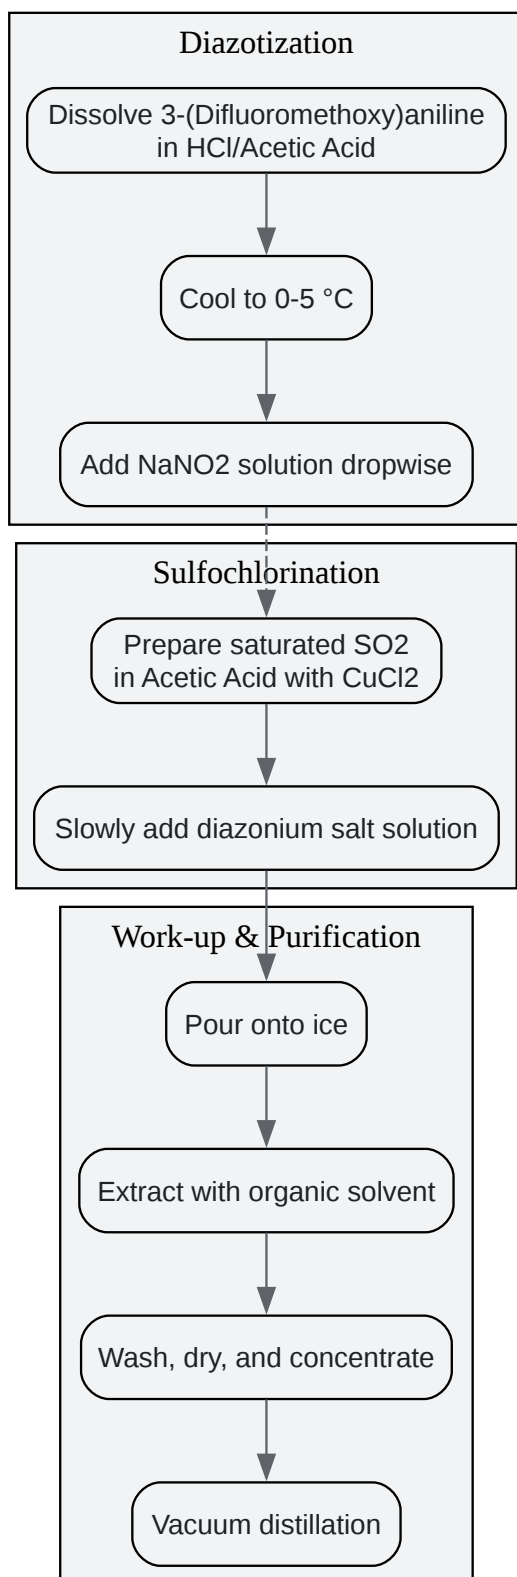 Diazotization
Dissolve 3-(Difluoromethoxy)aniline
in HCl/Acetic Acid
Cool to 0-5 °C
Add NaNO2 solution dropwise
Sulfochlorination
Prepare saturated SO2
in Acetic Acid with CuCl2
Slowly add diazonium salt solution
Work-up & Purification
Pour onto ice
Extract with organic solvent
Wash, dry, and concentrate
Vacuum distillation